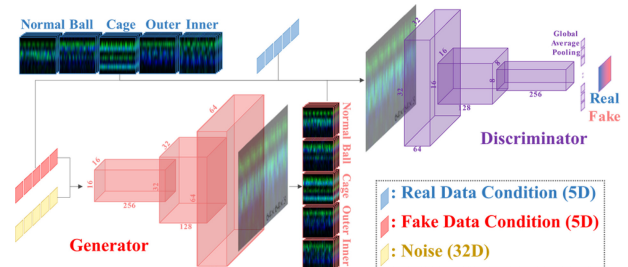 Normal Ball Cage Outer Inner
32
32
16
16
8
8
64
128
256
Global
Average
Pooling
Real
Fake
Discriminator
64
32
16
16
32
64
256
128
Generator
Normal Ball Cage Outer Inner
: Real Data Condition (5D)
: Fake Data Condition (5D)
: Noise (32D)